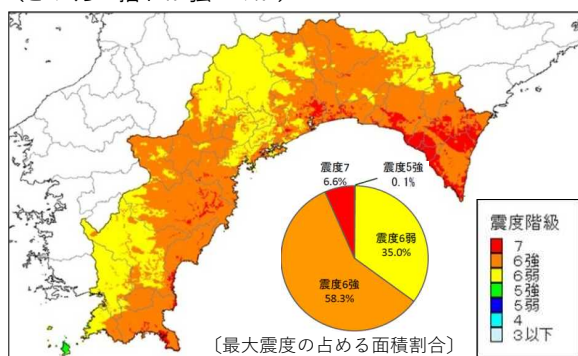 震度7
6.6%
震度5強
0.1%
震度6弱
35.0%
震度6強
58.3%
〔最大震度の占める面積割合〕
震度階級
7
6強
6弱
5強
5弱
4
3以下